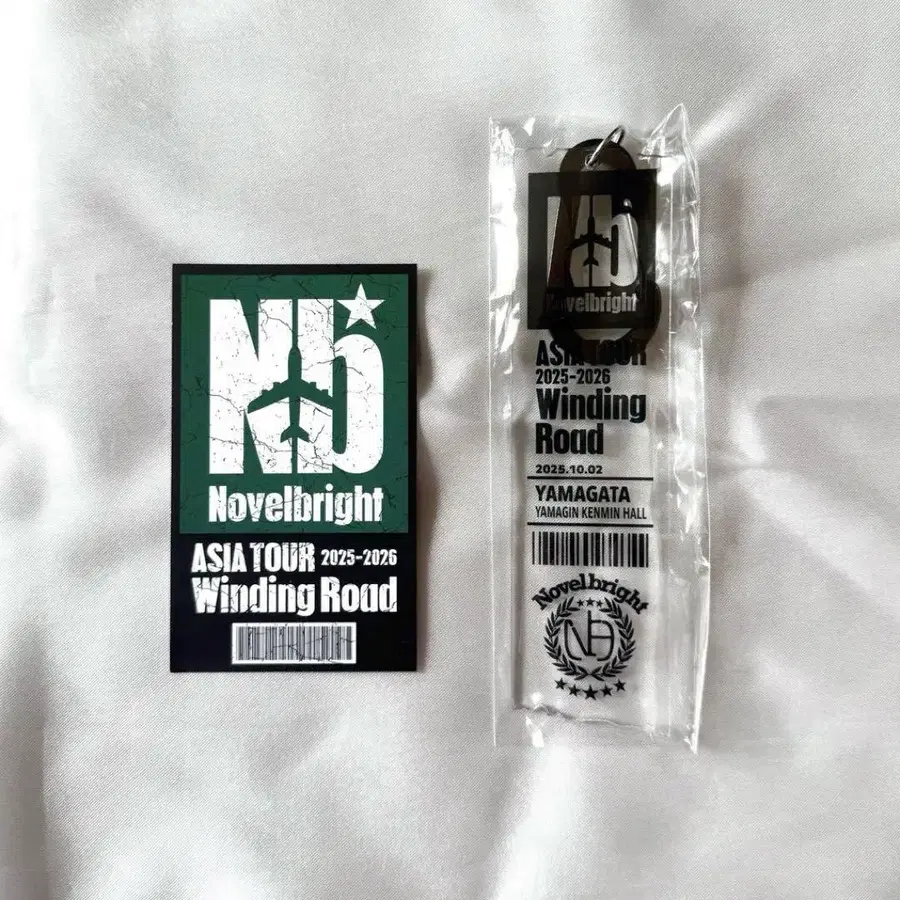 Nb
Novelbright
ASIA TOUR 2025-2026
Winding Road
Nb
Novelbright
ASIA TOUR
2025-2026
Winding
Road
2025.10.02
YAMAGATA
YAMAGIN KENMIN HALL
Novelbright
NB